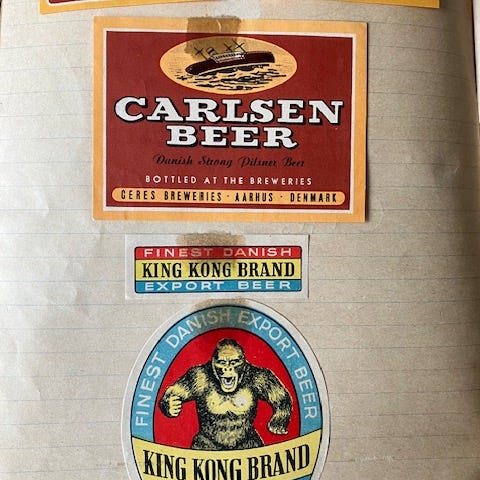 CARLSEN
BEER
Danish Strong Pilsner Beer
BOTTLED AT THE BREWERIES
CERES BREWERIES · AARHUS · DENMARK
FINEST DANISH
KING KONG BRAND
EXPORT BEER
FINEST DANISH EXPORT BEER
KING KONG BRAND